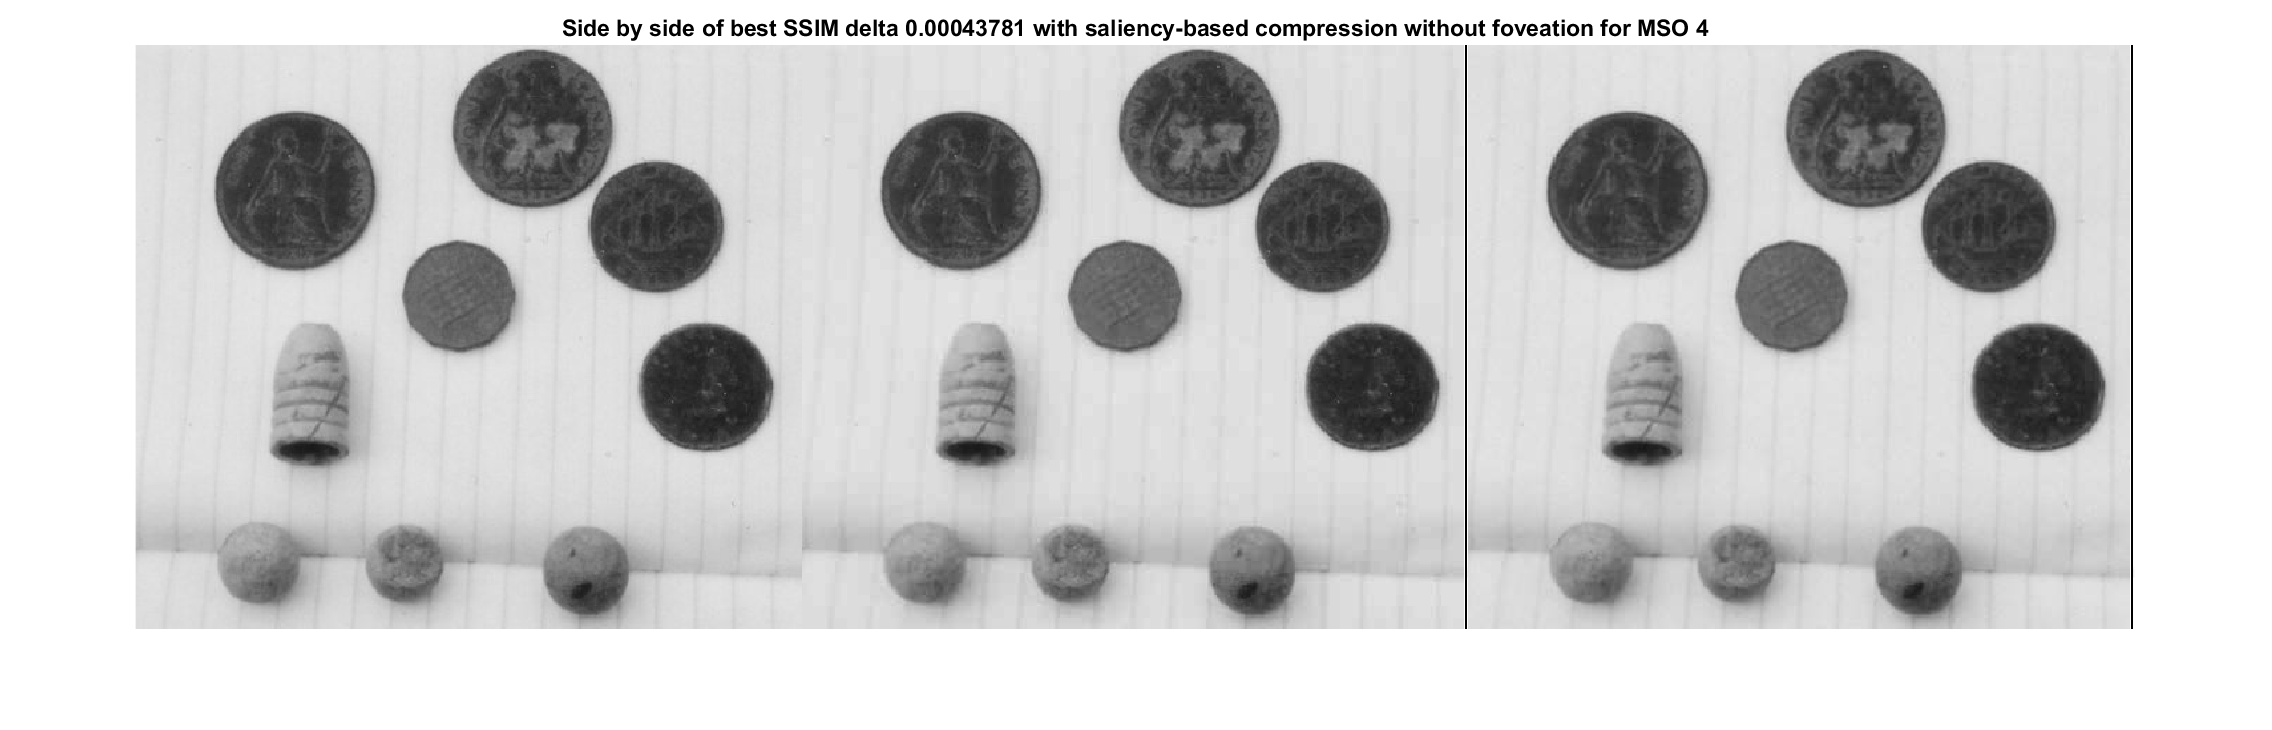 Side by side of best SSIM delta 0.00043781 with saliency-based compression without foveation for MSO 4